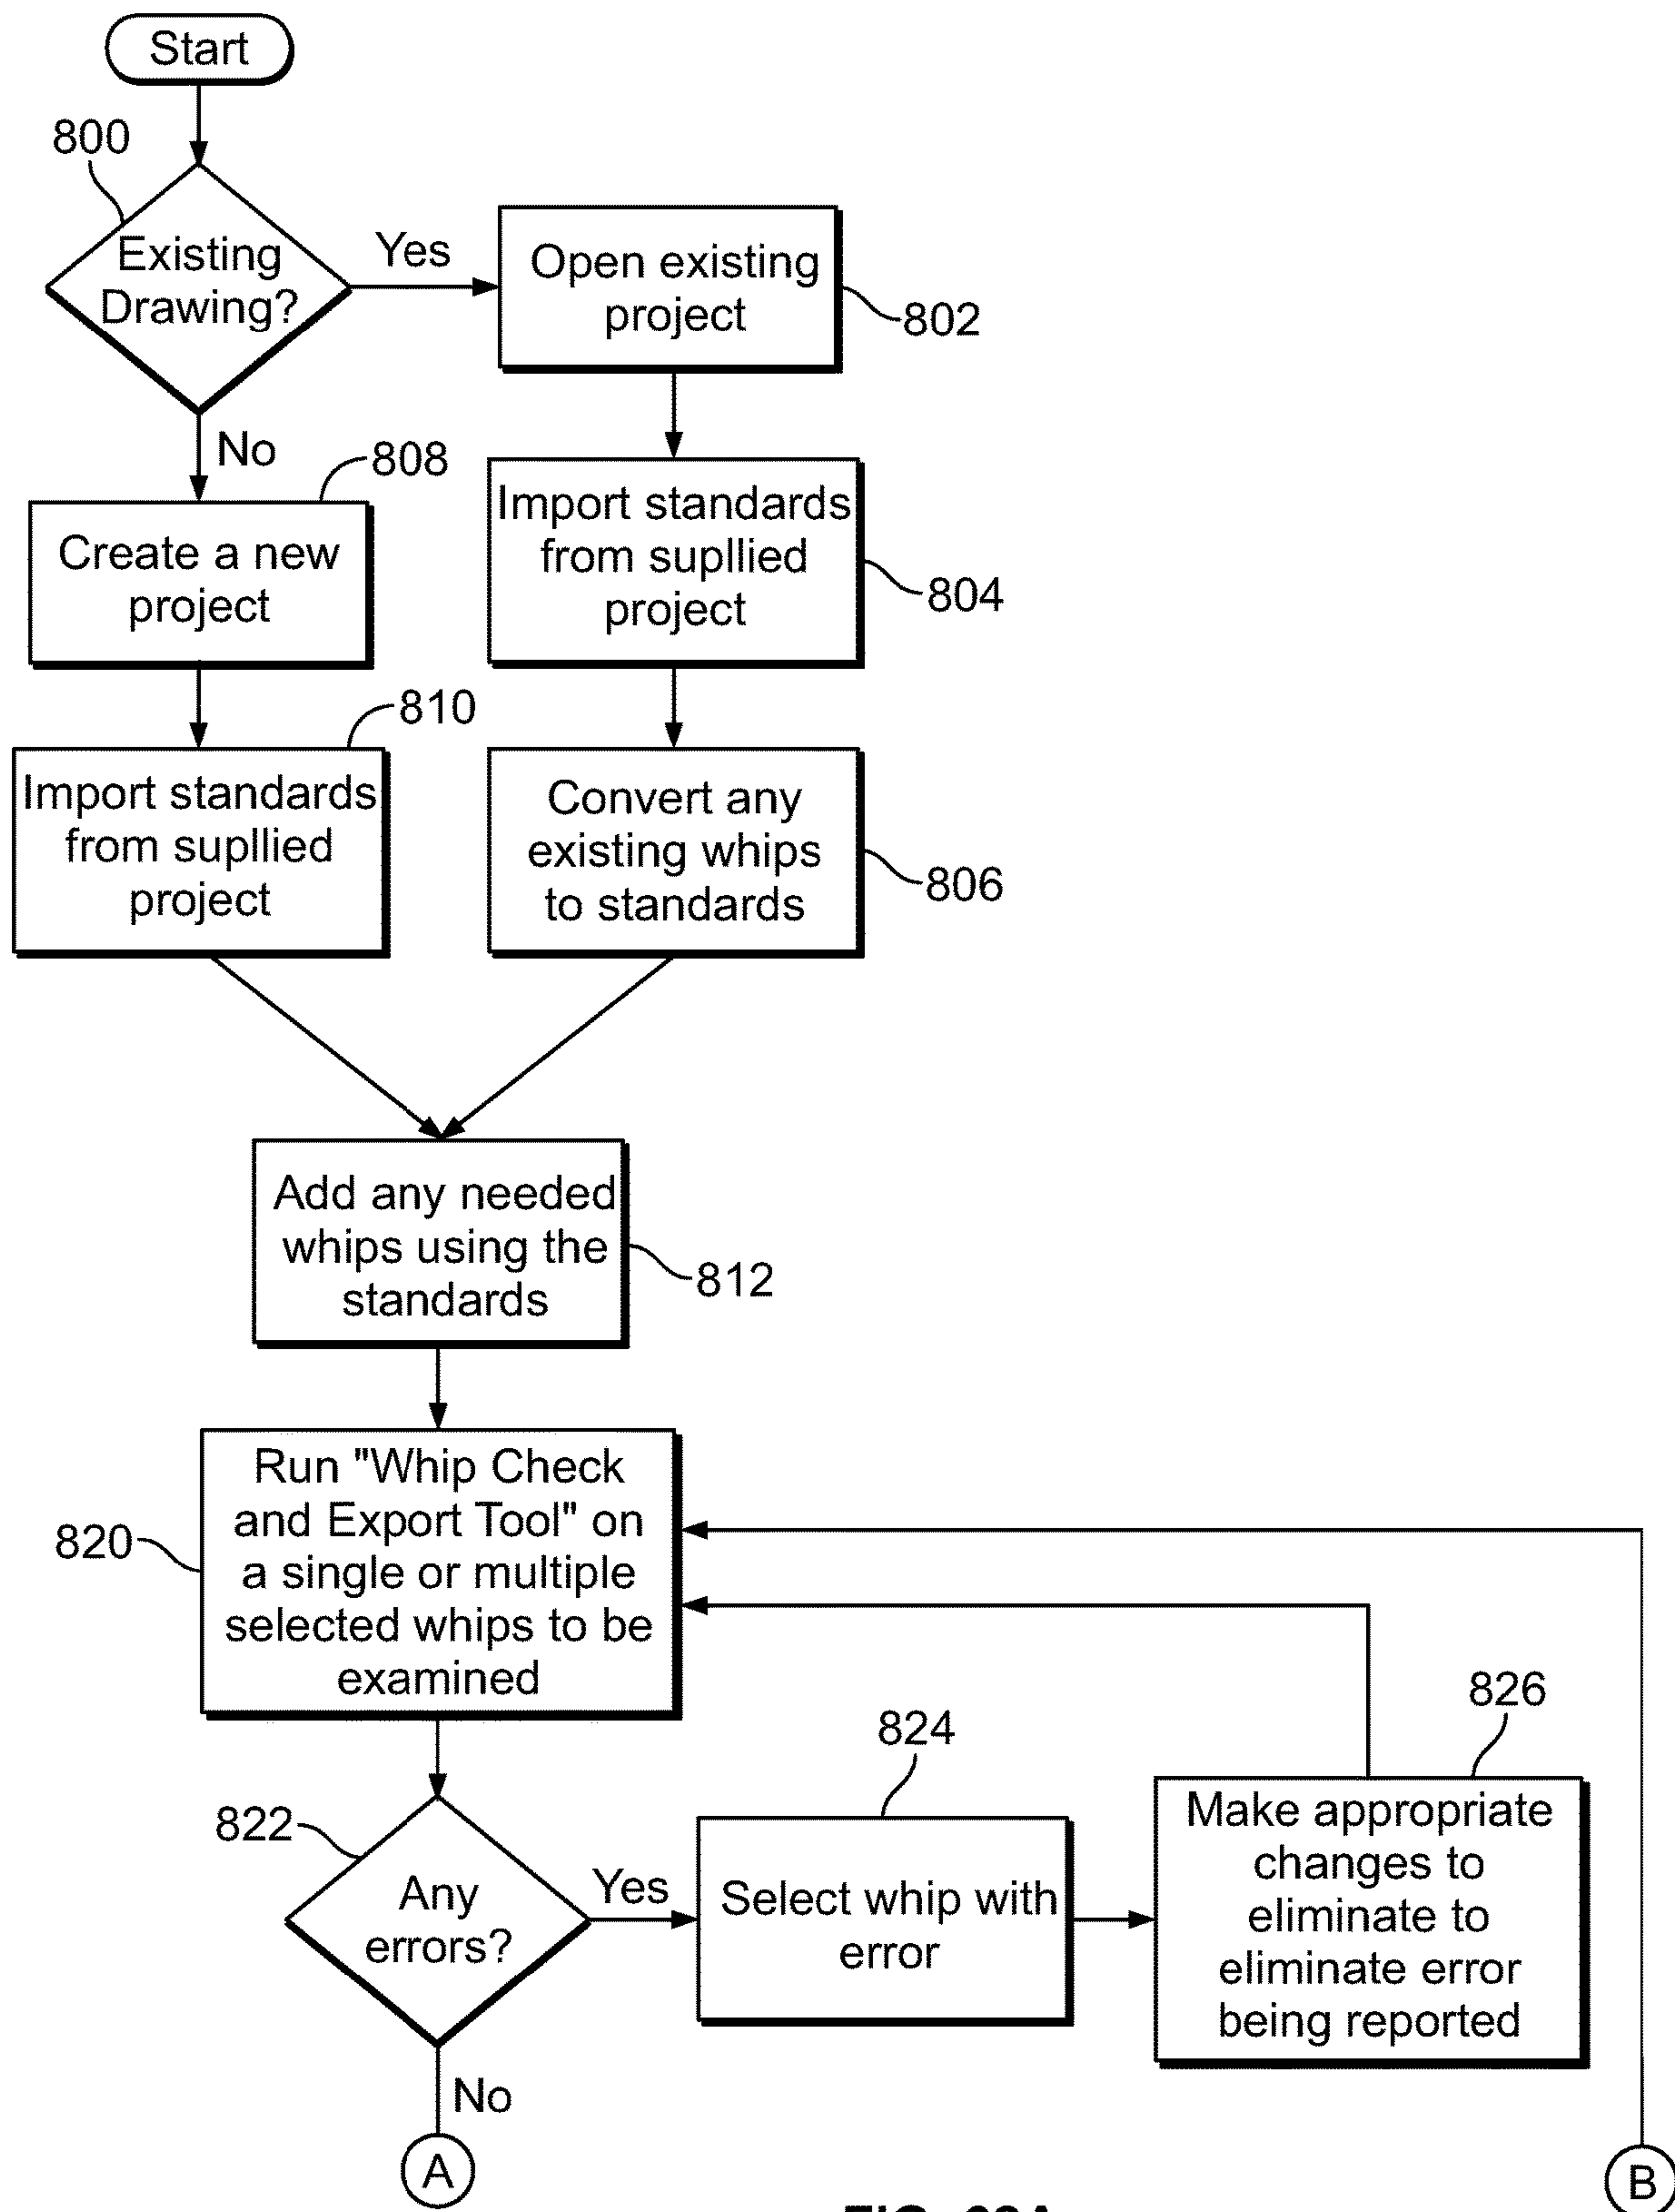 Start
800
Existing
Drawing?
Yes
Open existing
project
802
No
808
Create a new
project
Import standards
from supllied
project
804
810
Import standards
from supllied
project
Convert any
existing whips
to standards
806
Add any needed
whips using the
standards
812
Run "Whip Check
and Export Tool" on
a single or multiple
selected whips to be
examined
820
822
Any
errors?
Yes
824
Select whip with
error
826
Make appropriate
changes to
eliminate to
eliminate error
being reported
No
A
B